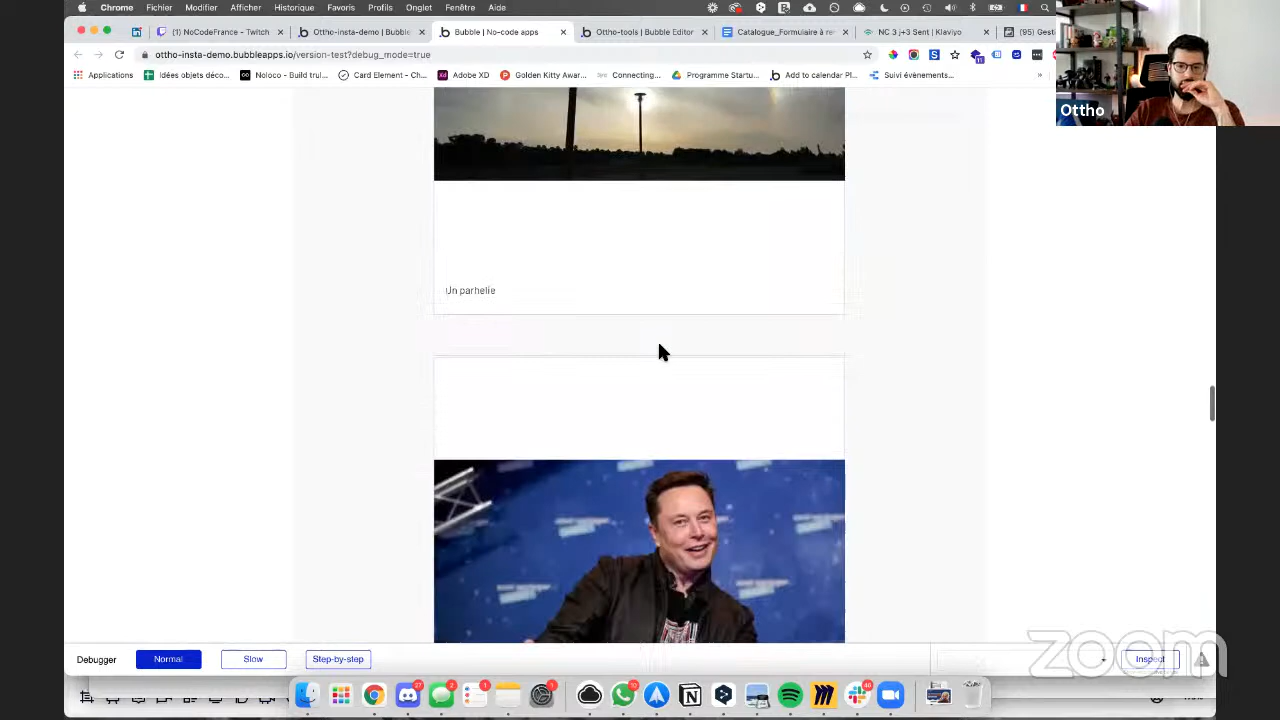 Chrome Fichier Modifier Afficher Historique Favoris Profils Onglet Fenêtre Aide
NoCodeFrance - Twitch
Ottho-insta-demo | Bubble
Bubble | No-code apps
Ottho-tools | Bubble Editor
Catalogue_Formulaire à re
NC 3 j+3 Sent | Klaviyo
(95) Gest
ottho-insta-demo.bubbleapps.io/version-test?debug_mode=true
Applications
Idées objets déco...
Noloco - Build trul...
Card Element - Ch...
Adobe XD
Golden Kitty Awar...
Connecting...
Programme Startu...
Add to calendar Pl...
Suivi évènements...
»
Ottho
Un parhelie
Debugger
Normal
Slow
Step-by-step
Inspect
zoom